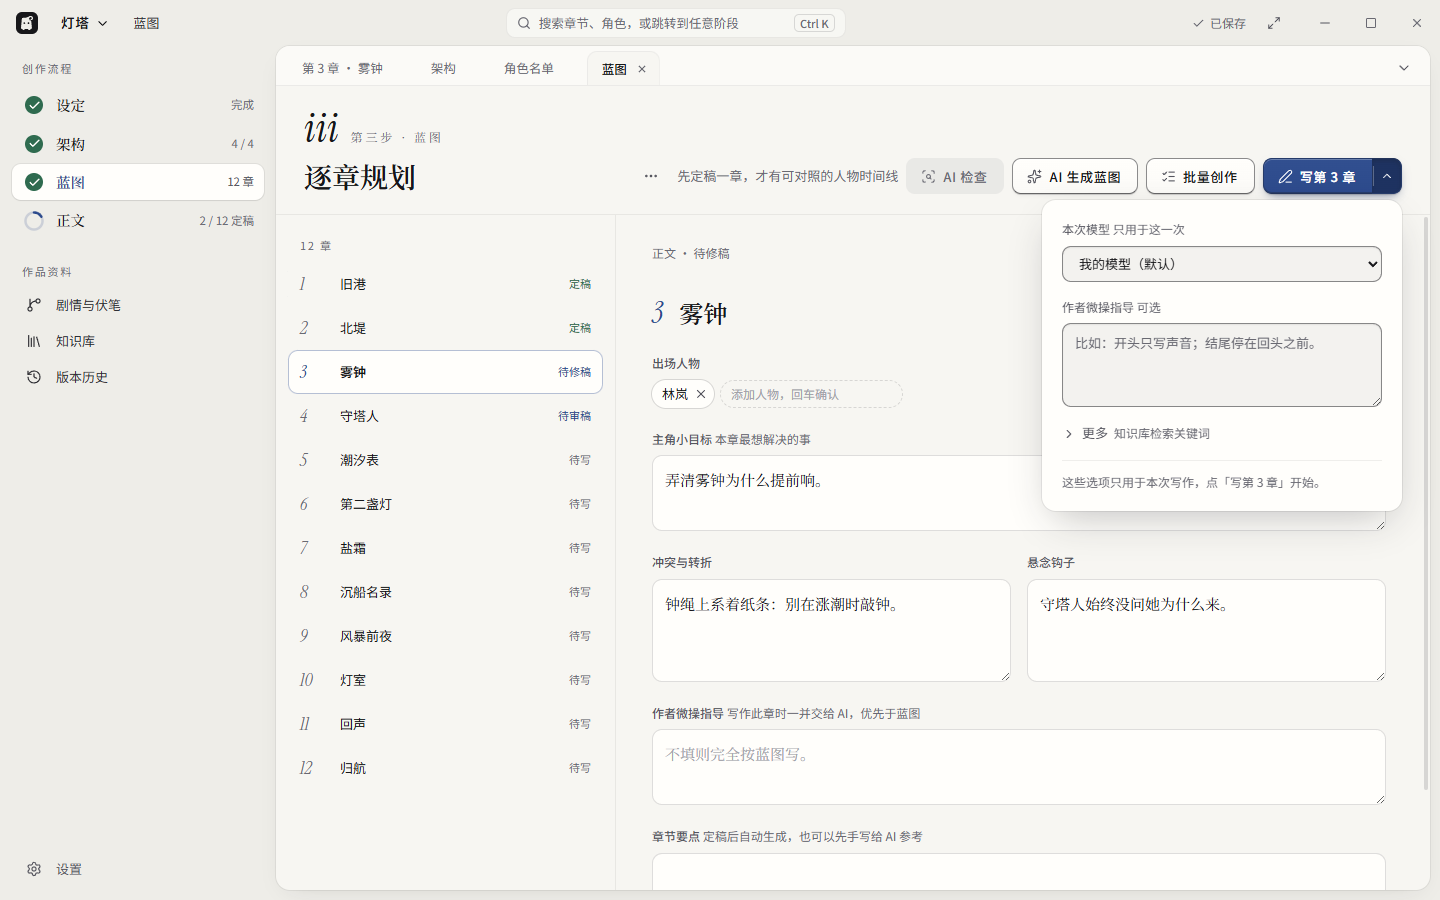 灯塔
蓝图
搜索章节、角色，或跳转到任意阶段
Ctrl K
已保存
创作流程
设定
完成
架构
4 / 4
蓝图
12 章
正文
2 / 12 定稿
作品资料
剧情与伏笔
知识库
版本历史
设置
第 3 章 · 雾钟
架构
角色名单
蓝图
iii
第三步 · 蓝图
逐章规划
先定稿一章，才有可对照的人物时间线
AI 检查
AI 生成蓝图
批量创作
写第 3 章
12 章
1 旧港 定稿
2 北堤 定稿
3 雾钟 待修稿
4 守塔人 待审稿
5 潮汐表 待写
6 第二盏灯 待写
7 盐霜 待写
8 沉船名录 待写
9 风暴前夜 待写
10 灯室 待写
11 回声 待写
12 归航 待写
正文 · 待修稿
3 雾钟
出场人物
林岚
添加人物，回车确认
主角小目标 本章最想解决的事
弄清雾钟为什么提前响。
冲突与转折
钟绳上系着纸条：别在涨潮时敲钟。
悬念钩子
守塔人始终没问她为什么来。
作者微操指导 写作此章时一并交给 AI，优先于蓝图
不填则完全按蓝图写。
章节要点 定稿后自动生成，也可以先手写给 AI 参考
本次模型 只用于这一次
我的模型（默认）
作者微操指导 可选
比如：开头只写声音；结尾停在回头之前。
更多 知识库检索关键词
这些选项只用于本次写作，点「写第 3 章」开始。